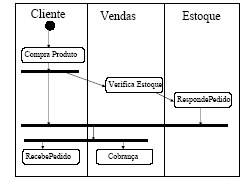 Cliente
Vendas
Estoque
Compra Produto
Verifica Estoque
RespondePedido
RecebePedido
Cobrança